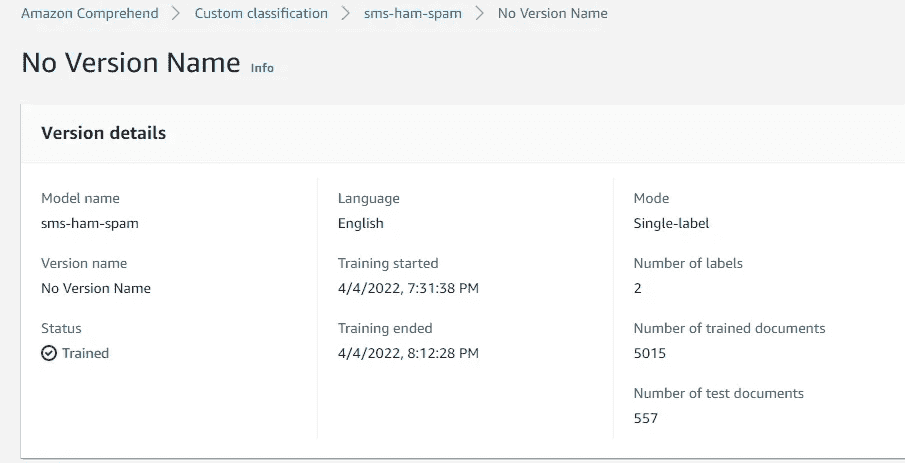 Amazon Comprehend > Custom classification > sms-ham-spam > No Version Name
No Version Name Info
Version details
Model name
sms-ham-spam
Version name
No Version Name
Status
Trained
Language
English
Training started
4/4/2022, 7:31:38 PM
Training ended
4/4/2022, 8:12:28 PM
Mode
Single-label
Number of labels
2
Number of trained documents
5015
Number of test documents
557